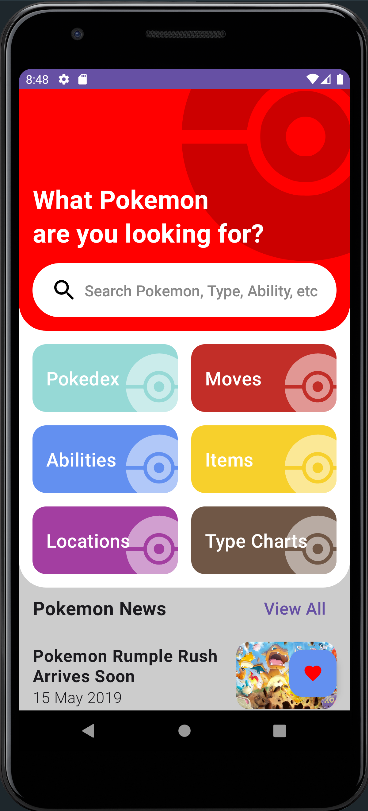 8:48
What Pokemon
are you looking for?
Search Pokemon, Type, Ability, etc
Pokedex
Moves
Abilities
Items
Locations
Type Charts
Pokemon News
View All
Pokemon Rumple Rush
Arrives Soon
15 May 2019